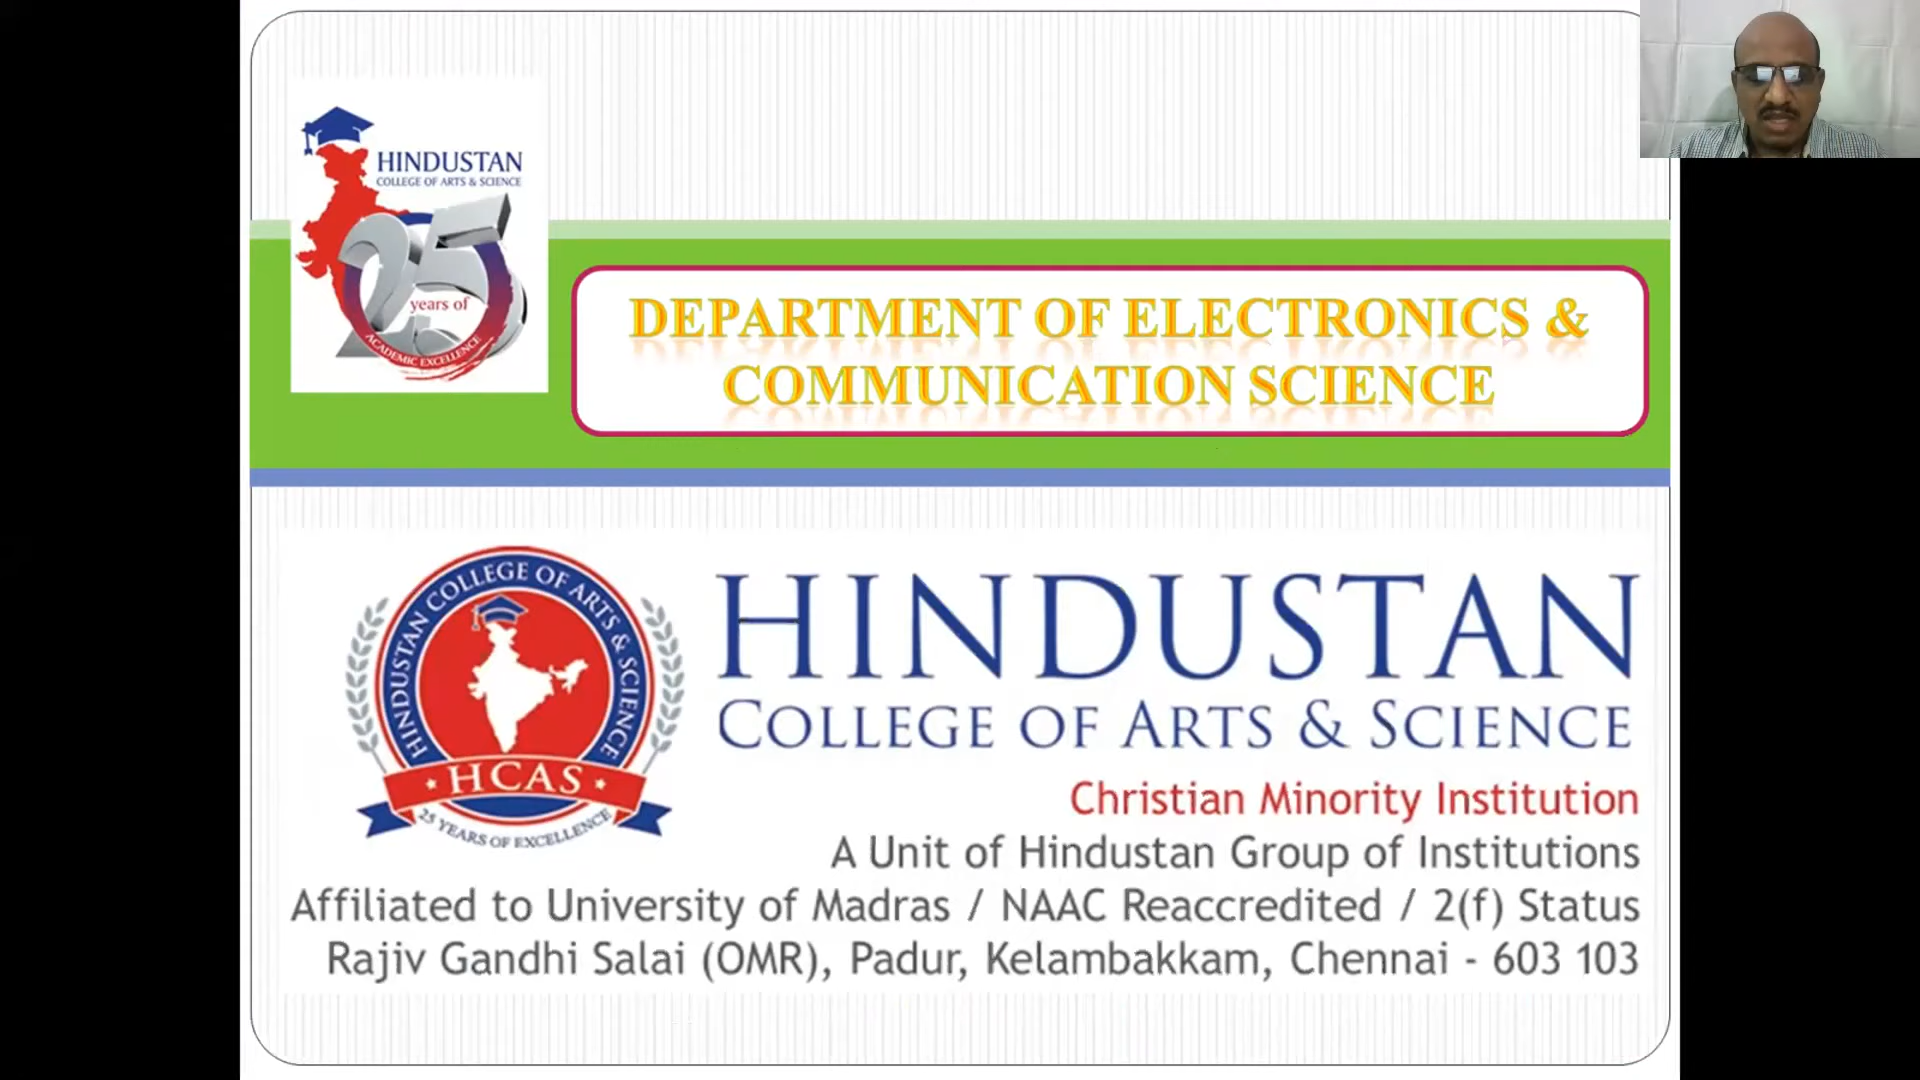 HINDUSTAN
COLLEGE OF ARTS & SCIENCE
25
years of
ACADEMIC EXCELLENCE
DEPARTMENT OF ELECTRONICS &
COMMUNICATION SCIENCE
HINDUSTAN COLLEGE OF ARTS & SCIENCE
HCAS
25 YEARS OF EXCELLENCE
HINDUSTAN
COLLEGE OF ARTS & SCIENCE
Christian Minority Institution
A Unit of Hindustan Group of Institutions
Affiliated to University of Madras / NAAC Reaccredited / 2(f) Status
Rajiv Gandhi Salai (OMR), Padur, Kelambakkam, Chennai - 603 103